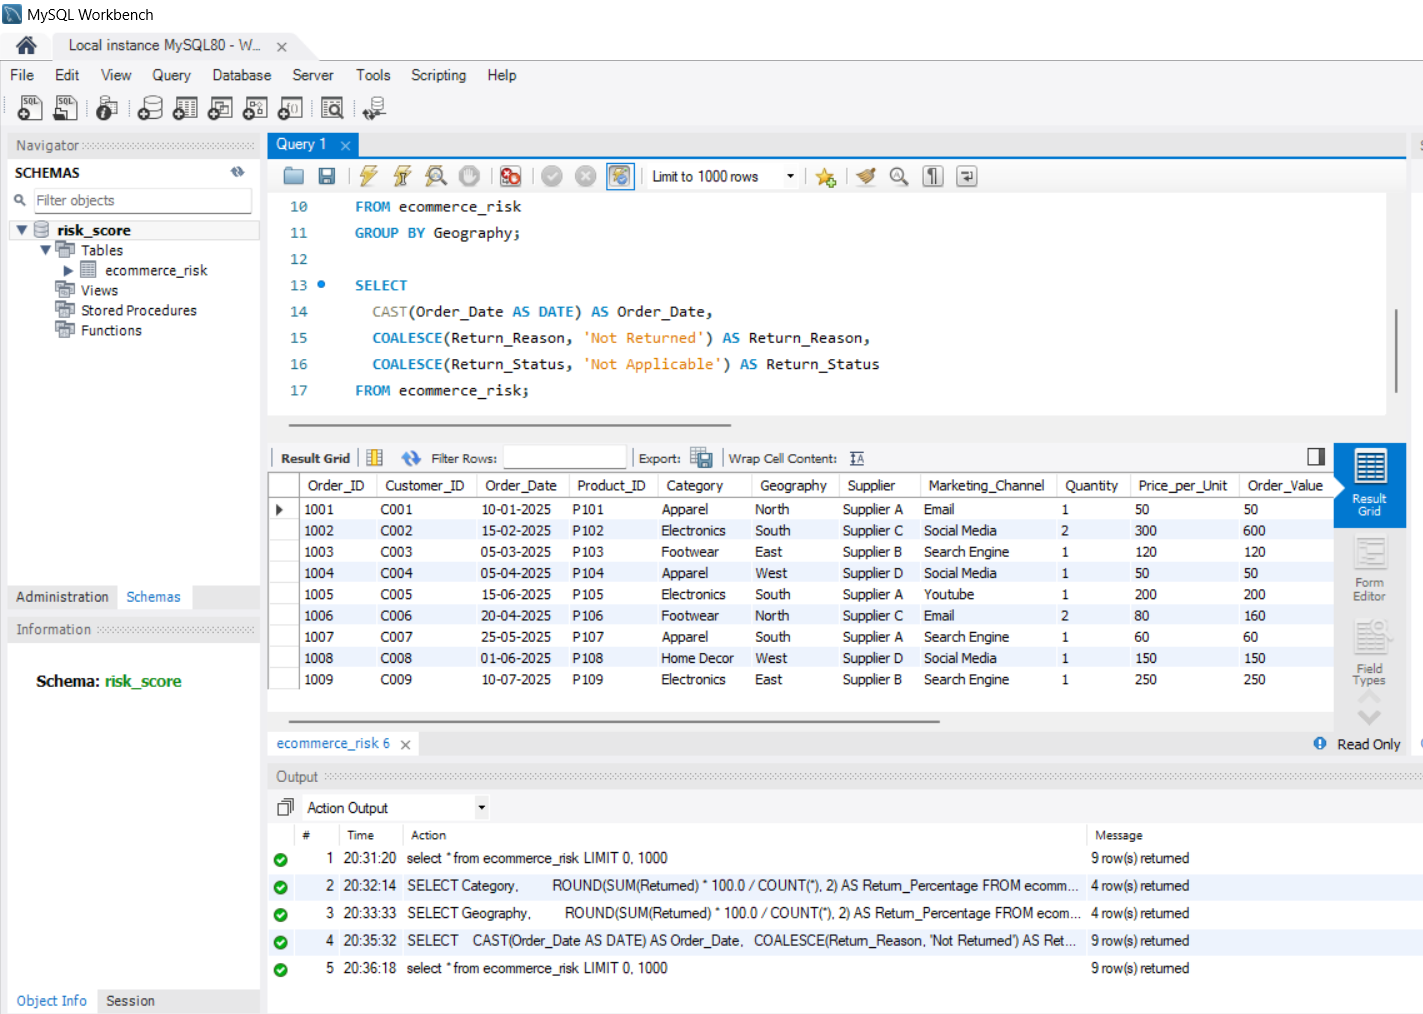 MySQL Workbench
Local instance MySQL80 - W...
File Edit View Query Database Server Tools Scripting Help
Navigator
SCHEMAS
Filter objects
risk_score
Tables
ecommerce_risk
Views
Stored Procedures
Functions
Administration Schemas
Information
Schema: risk_score
Object Info Session
Query 1
Limit to 1000 rows
10 FROM ecommerce_risk
11 GROUP BY Geography;
12
13 SELECT
14 CAST(Order_Date AS DATE) AS Order_Date,
15 COALESCE(Return_Reason, 'Not Returned') AS Return_Reason,
16 COALESCE(Return_Status, 'Not Applicable') AS Return_Status
17 FROM ecommerce_risk;
Result Grid Filter Rows: Export: Wrap Cell Content:
Order_ID Customer_ID Order_Date Product_ID Category Geography Supplier Marketing_Channel Quantity Price_per_Unit Order_Value
1001 C001 10-01-2025 P101 Apparel North Supplier A Email 1 50 50
1002 C002 15-02-2025 P102 Electronics South Supplier C Social Media 2 300 600
1003 C003 05-03-2025 P103 Footwear East Supplier B Search Engine 1 120 120
1004 C004 05-04-2025 P104 Apparel West Supplier D Social Media 1 50 50
1005 C005 15-06-2025 P105 Electronics South Supplier A Youtube 1 200 200
1006 C006 20-04-2025 P106 Footwear North Supplier C Email 2 80 160
1007 C007 25-05-2025 P107 Apparel South Supplier A Search Engine 1 60 60
1008 C008 01-06-2025 P108 Home Decor West Supplier D Social Media 1 150 150
1009 C009 10-07-2025 P109 Electronics East Supplier B Search Engine 1 250 250
Result
Grid
Form
Editor
Field
Types
ecommerce_risk 6
Read Only
Output
Action Output
# Time Action Message
1 20:31:20 select * from ecommerce_risk LIMIT 0, 1000 9 row(s) returned
2 20:32:14 SELECT Category, ROUND(SUM(Returned) * 100.0 / COUNT(*), 2) AS Return_Percentage FROM ecomm... 4 row(s) returned
3 20:33:33 SELECT Geography, ROUND(SUM(Returned) * 100.0 / COUNT(*), 2) AS Return_Percentage FROM ecom... 4 row(s) returned
4 20:35:32 SELECT CAST(Order_Date AS DATE) AS Order_Date, COALESCE(Return_Reason, 'Not Returned') AS Ret... 9 row(s) returned
5 20:36:18 select * from ecommerce_risk LIMIT 0, 1000 9 row(s) returned